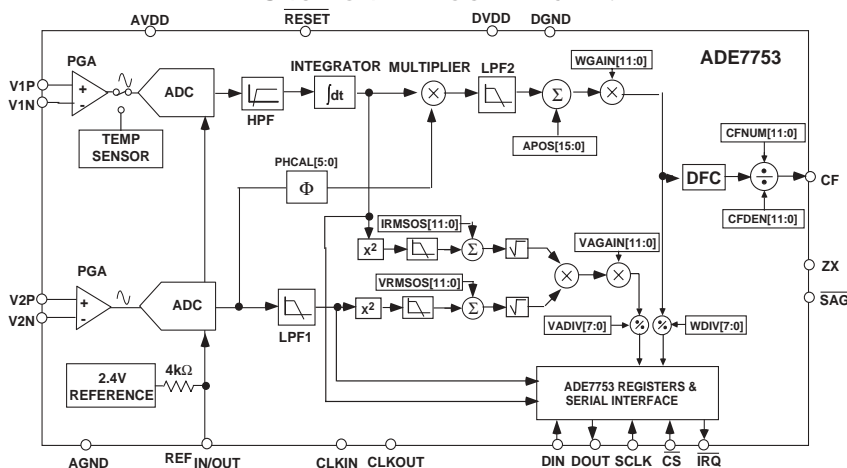 AVDD
RESET
DVDD
DGND
ADE7753
PGA
INTEGRATOR
MULTIPLIER
LPF2
WGAIN[11:0]
V1P
V1N
+
-
ADC
HPF
∫dt
×
Σ
×
TEMP
SENSOR
APOS[15:0]
CFNUM[11:0]
PHCAL[5:0]
Φ
DFC
÷
CF
CFDEN[11:0]
IRMSOS[11:0]
VAGAIN[11:0]
x²
Σ
√
×
×
ZX
SAG
PGA
VRMSOS[11:0]
V2P
V2N
+
-
ADC
LPF1
x²
Σ
√
VADIV[7:0]
%
%
WDIV[7:0]
2.4V
REFERENCE
4kΩ
ADE7753 REGISTERS &
SERIAL INTERFACE
AGND
REF IN/OUT
CLKIN
CLKOUT
DIN
DOUT
SCLK
CS
IRQ